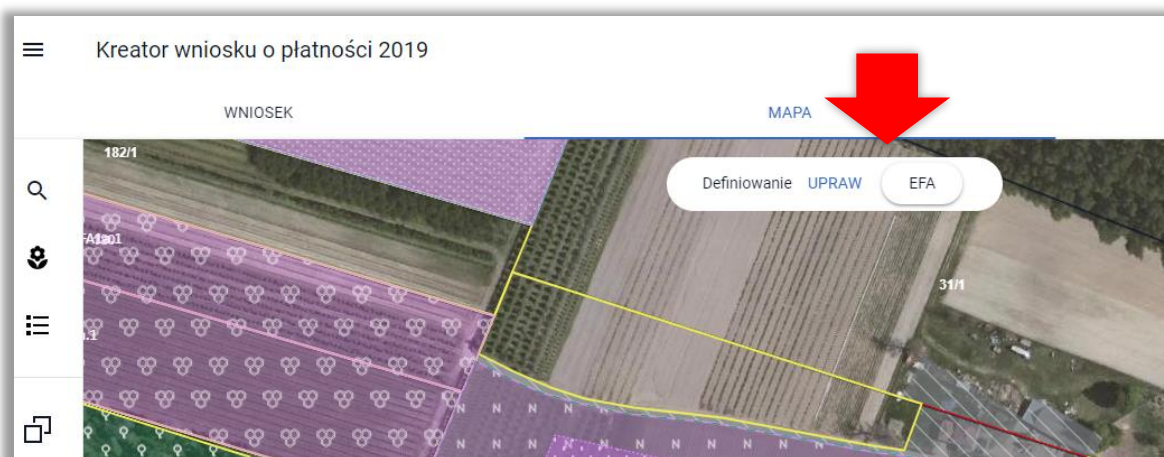 Kreator wniosku o płatności 2019
WNIOSEK MAPA
182/1
Definiowanie UPRAW EFA
31/1
N
N N N N
N N N N N N N N N N